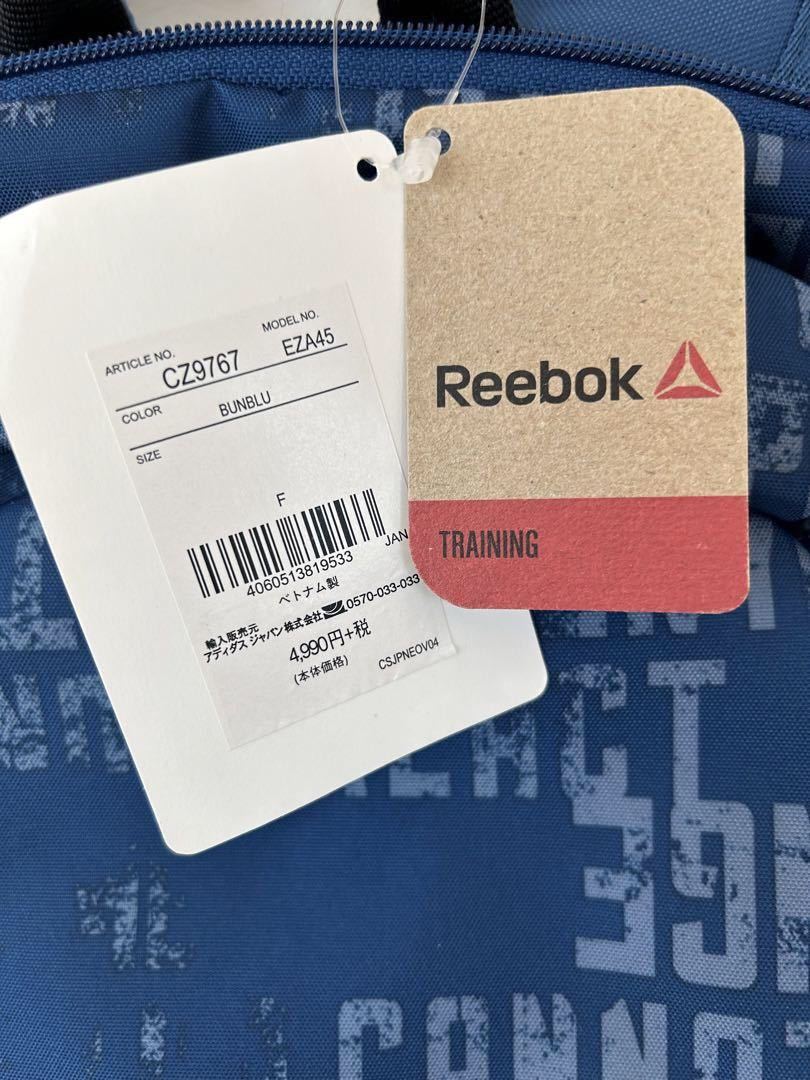 ARTICLE NO.
MODEL NO.
CZ9767
EZA45
COLOR
BUNBLU
SIZE
F
JAN
4060513819533
ベトナム製
輸入販売元
アディダス ジャパン株式会社 0570-033-033
4,990円+税
(本体価格)
CSJPNEOV04
Reebok
TRAINING